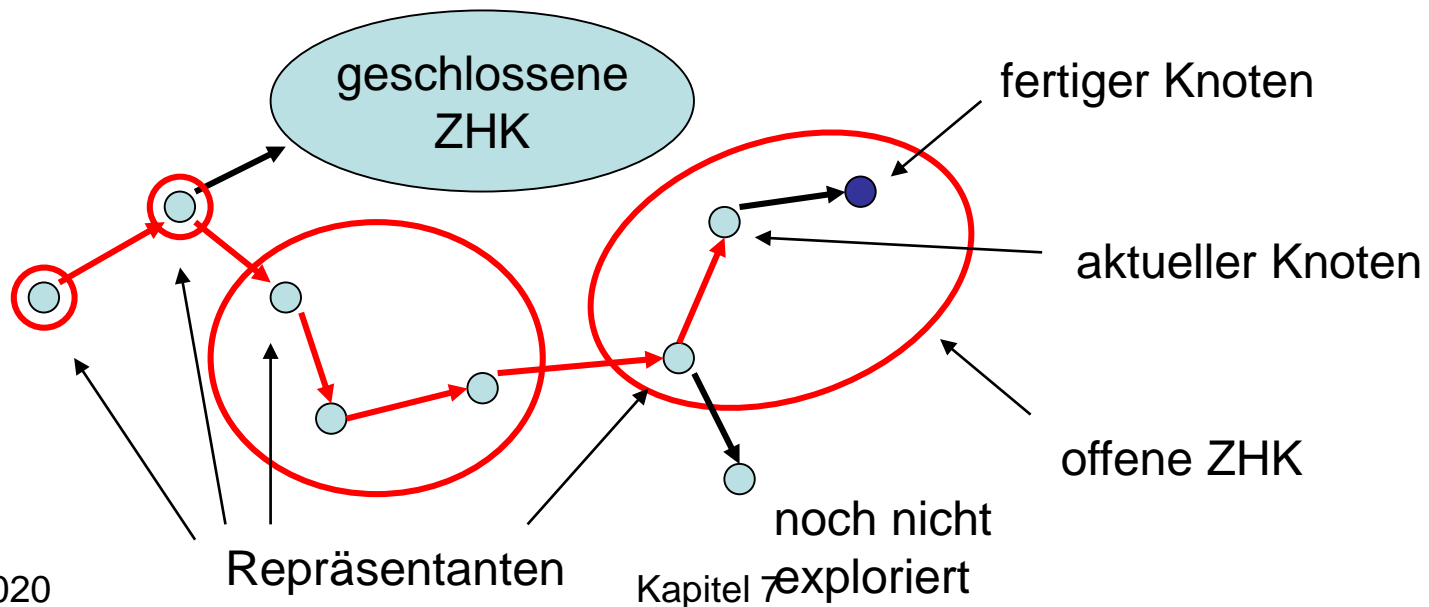 geschlossene
ZHK
fertiger Knoten
aktueller Knoten
offene ZHK
noch nicht
exploriert
Repräsentanten
020
Kapitel 7